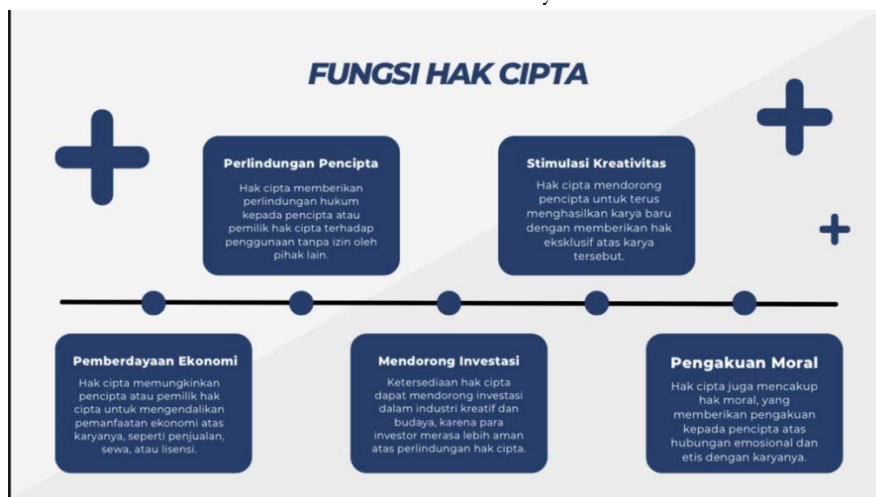 FUNGSI HAK CIPTA
Perlindungan Pencipta
Hak cipta memberikan
perlindungan hukum
kepada pencipta atau
pemilik hak cipta terhadap
penggunaan tanpa izin oleh
pihak lain.
Stimulasi Kreativitas
Hak cipta mendorong
pencipta untuk terus
menghasilkan karya baru
dengan memberikan hak
eksklusif atas karya
tersebut.
Pemberdayaan Ekonomi
Hak cipta memungkinkan
pencipta atau pemilik hak
cipta untuk mengendalikan
pemanfaatan ekonomi atas
karyanya, seperti penjualan,
sewa, atau lisensi.
Mendorong Investasi
Ketersediaan hak cipta
dapat mendorong investasi
dalam industri kreatif dan
budaya, karena para
investor merasa lebih aman
atas perlindungan hak cipta.
Pengakuan Moral
Hak cipta juga mencakup
hak moral, yang
memberikan pengakuan
kepada pencipta atas
hubungan emosional dan
etis dengan karyanya.